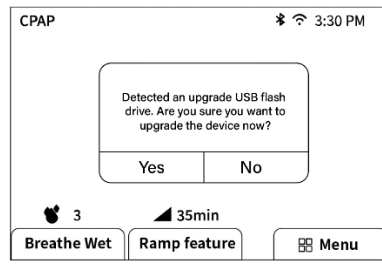 CPAP 3:30 PM
Detected an upgrade USB flash
drive. Are you sure you want to
upgrade the device now?
Yes No
3 35min
Breathe Wet Ramp feature Menu